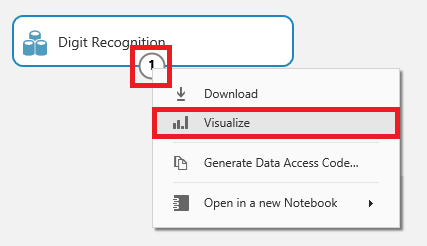 Digit Recognition
1
Download
Visualize
Generate Data Access Code...
Open in a new Notebook